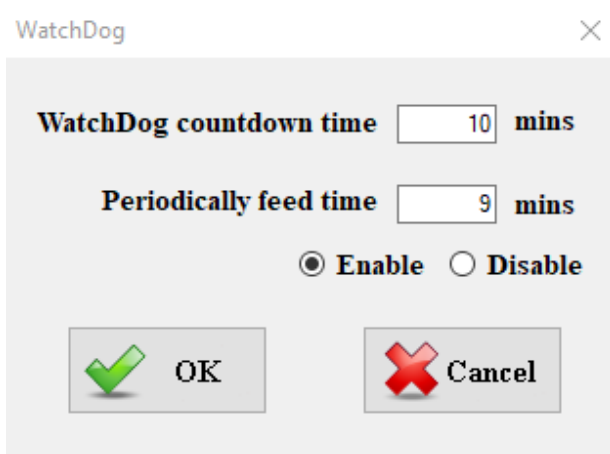 WatchDog
WatchDog countdown time 10 mins
Periodically feed time 9 mins
Enable Disable
OK Cancel